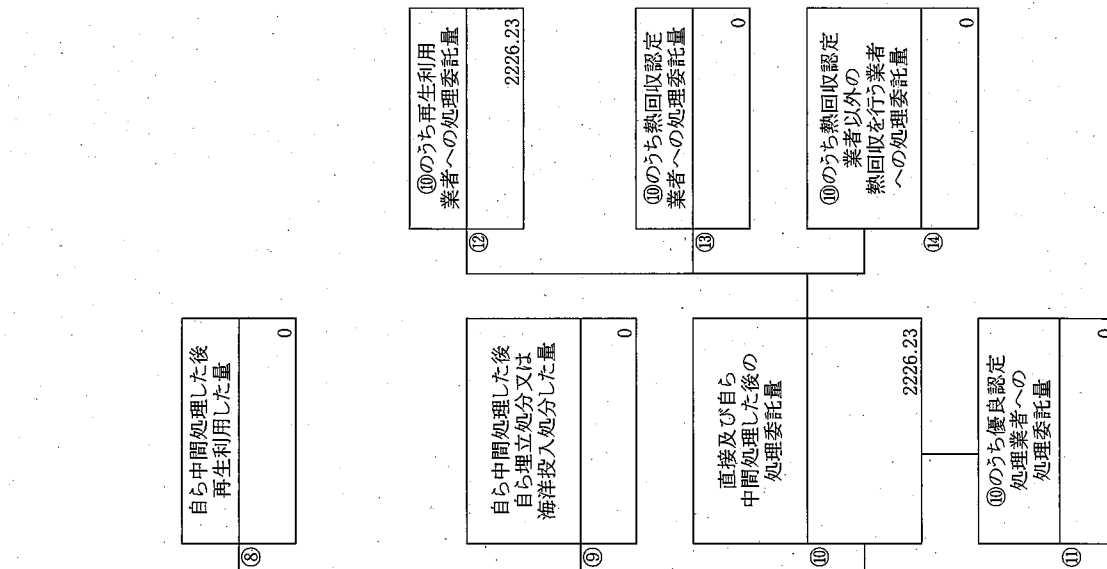 ⑧
自ら中間処理した後
再生利用した量
0
⑨
自ら中間処理した後
自ら埋立処分又は
海洋投入処分した量
0
⑩
直接及び自ら
中間処理した後の
処理委託量
2226.23
⑪
⑩のうち優良認定
処理業者への
処理委託量
0
⑫
⑩のうち再生利用
業者への処理委託量
2226.23
⑬
⑩のうち熱回収認定
業者への処理委託量
0
⑭
⑩のうち熱回収認定
業者以外の
熱回収を行う業者
への処理委託量
0